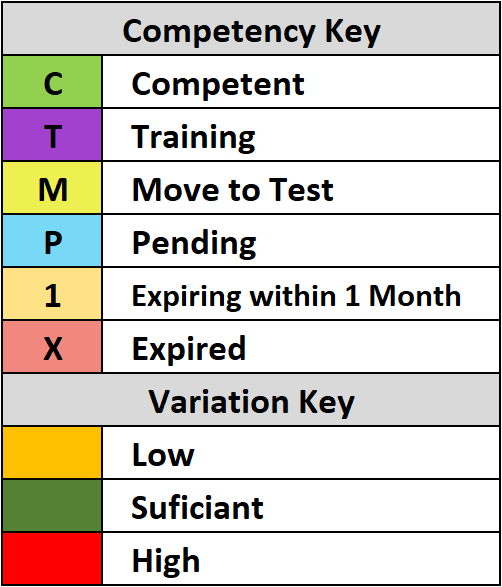 Competency Key
C Competent
T Training
M Move to Test
P Pending
1 Expiring within 1 Month
X Expired
Variation Key
Low
Suficiant
High